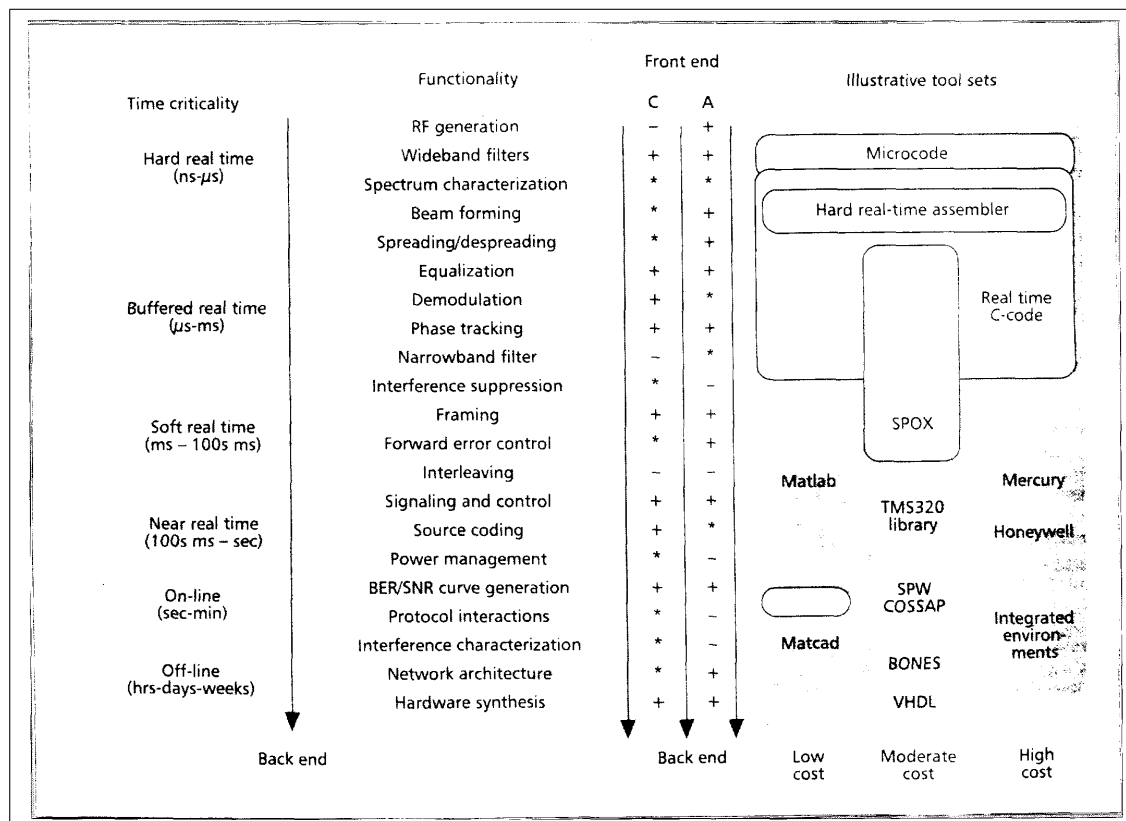 Front end
Functionality
Illustrative tool sets
Time criticality
C A
RF generation – +
Hard real time
(ns-μs)
Wideband filters + +
Microcode
Spectrum characterization * *
Beam forming * +
Hard real-time assembler
Spreading/despreading * +
Equalization + +
Buffered real time
(μs-ms)
Demodulation + *
Real time
C-code
Phase tracking + +
Narrowband filter – *
Interference suppression * –
Soft real time
(ms – 100s ms)
Framing + +
SPOX
Forward error control * +
Interleaving – –
Matlab
Mercury
Signaling and control + +
TMS320
library
Near real time
(100s ms – sec)
Source coding + *
Honeywell
Power management * –
On-line
(sec-min)
BER/SNR curve generation + +
SPW
COSSAP
Protocol interactions * –
Integrated
environ-
ments
Interference characterization * –
Matcad
Off-line
(hrs-days-weeks)
Network architecture * +
BONES
Hardware synthesis + +
VHDL
Back end
Back end
Low
cost
Moderate
cost
High
cost